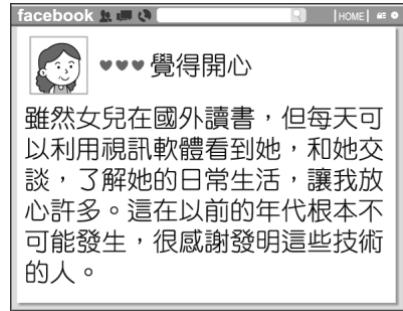 facebook
HOME
♥♥♥覺得開心
雖然女兒在國外讀書，但每天可
以利用視訊軟體看到她，和她交
談，了解她的日常生活，讓我放
心許多。這在以前的年代根本不
可能發生，很感謝發明這些技術
的人。